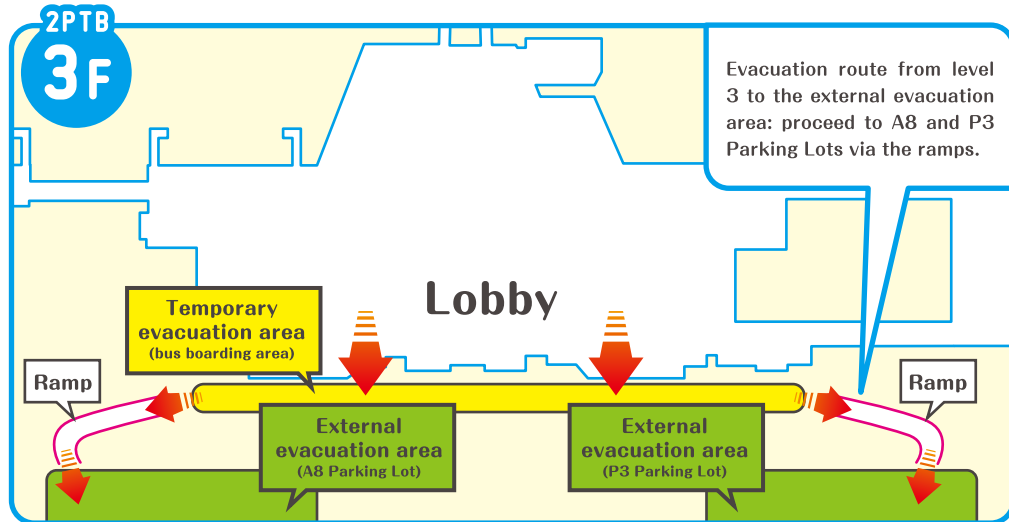 2PTB
3F
Evacuation route from level
3 to the external evacuation
area: proceed to A8 and P3
Parking Lots via the ramps.
Lobby
Temporary
evacuation area
(bus boarding area)
Ramp
Ramp
External
evacuation area
(A8 Parking Lot)
External
evacuation area
(P3 Parking Lot)